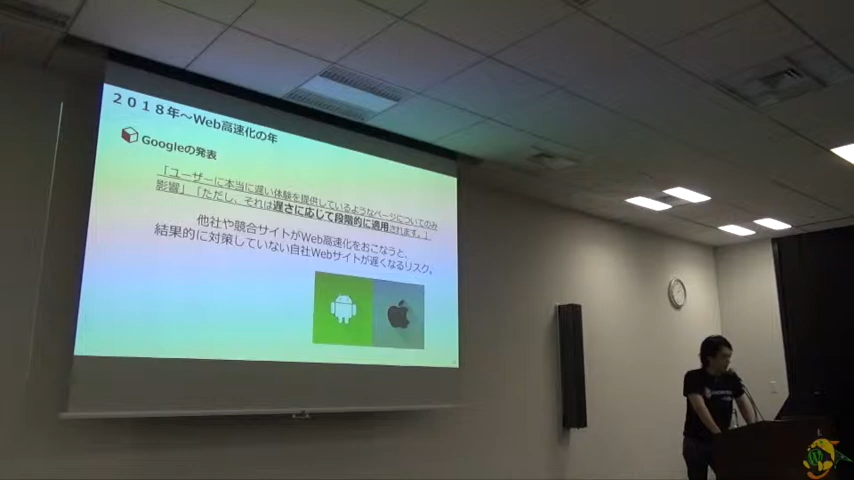 ２０１８年～Web高速化の年
Googleの発表
「ユーザーに本当に遅い体験を提供しているようなページについてのみ
影響」「ただし、それは遅さに応じて段階的に適用されます。」
他社や競合サイトがWeb高速化をおこなうと、
結果的に対策していない自社Webサイトが遅くなるリスク。